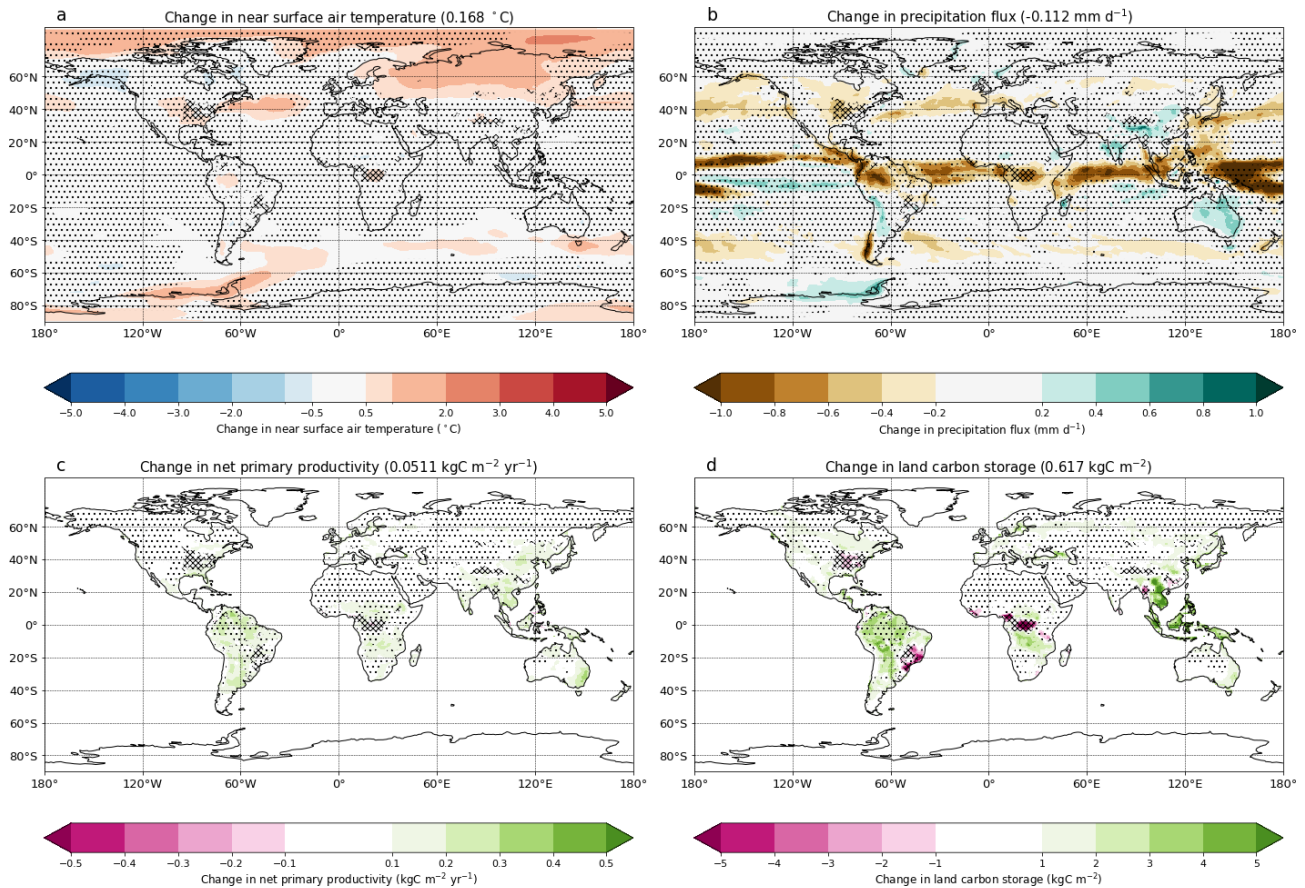 a
Change in near surface air temperature (0.168 °C)
60°N
40°N
20°N
0°
20°S
40°S
60°S
80°S
180° 120°W 60°W 0° 60°E 120°E 180°
−5.0 −4.0 −3.0 −2.0 −0.5 0.5 2.0 3.0 4.0 5.0
Change in near surface air temperature (°C)
b
Change in precipitation flux (-0.112 mm d⁻¹)
60°N
40°N
20°N
0°
20°S
40°S
60°S
80°S
180° 120°W 60°W 0° 60°E 120°E 180°
−1.0 −0.8 −0.6 −0.4 −0.2 0.2 0.4 0.6 0.8 1.0
Change in precipitation flux (mm d⁻¹)
c
Change in net primary productivity (0.0511 kgC m⁻² yr⁻¹)
60°N
40°N
20°N
0°
20°S
40°S
60°S
80°S
180° 120°W 60°W 0° 60°E 120°E 180°
−0.5 −0.4 −0.3 −0.2 −0.1 0.1 0.2 0.3 0.4 0.5
Change in net primary productivity (kgC m⁻² yr⁻¹)
d
Change in land carbon storage (0.617 kgC m⁻²)
60°N
40°N
20°N
0°
20°S
40°S
60°S
80°S
180° 120°W 60°W 0° 60°E 120°E 180°
−5 −4 −3 −2 −1 1 2 3 4 5
Change in land carbon storage (kgC m⁻²)